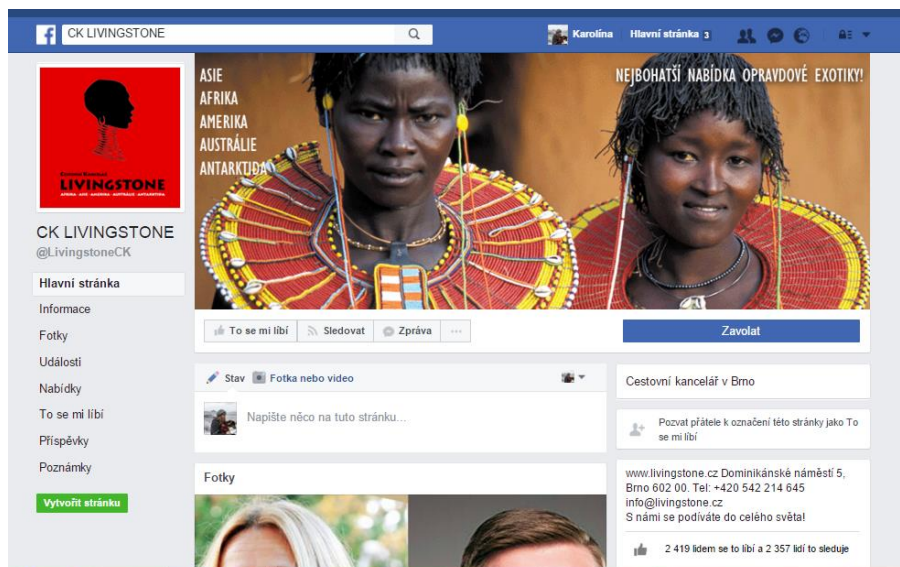 CK LIVINGSTONE
Karolína
Hlavní stránka 3
ASIE
AFRIKA
AMERIKA
AUSTRÁLIE
ANTARKTIDA
NEJBOHATŠÍ NABÍDKA OPRAVDOVÉ EXOTIKY!
CESTOVNÍ KANCELÁŘ
LIVINGSTONE
AFRIKA ASIE AMERIKA AUSTRÁLIE ANTARKTIDA
CK LIVINGSTONE
@LivingstoneCK
Hlavní stránka
Informace
Fotky
Události
Nabídky
To se mi líbí
Příspěvky
Poznámky
Vytvořit stránku
To se mi líbí
Sledovat
Zpráva
...
Zavolat
Stav
Fotka nebo video
Napište něco na tuto stránku...
Fotky
Cestovní kancelář v Brno
Pozvat přátele k označení této stránky jako To
se mi líbí
www.livingstone.cz Dominikánské náměstí 5,
Brno 602 00. Tel: +420 542 214 645
info@livingstone.cz
S námi se podíváte do celého světa!
2 419 lidem se to líbí a 2 357 lidí to sleduje